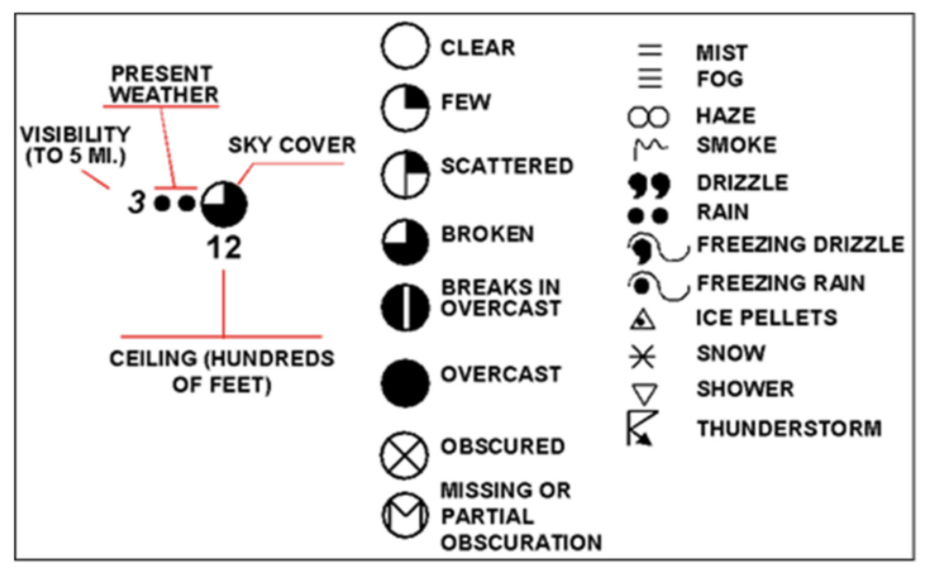 PRESENT
WEATHER
VISIBILITY
(TO 5 MI.)
SKY COVER
3
12
CEILING (HUNDREDS
OF FEET)
CLEAR
FEW
SCATTERED
BROKEN
BREAKS IN
OVERCAST
OVERCAST
OBSCURED
MISSING OR
PARTIAL
OBSCURATION
MIST
FOG
HAZE
SMOKE
DRIZZLE
RAIN
FREEZING DRIZZLE
FREEZING RAIN
ICE PELLETS
SNOW
SHOWER
THUNDERSTORM